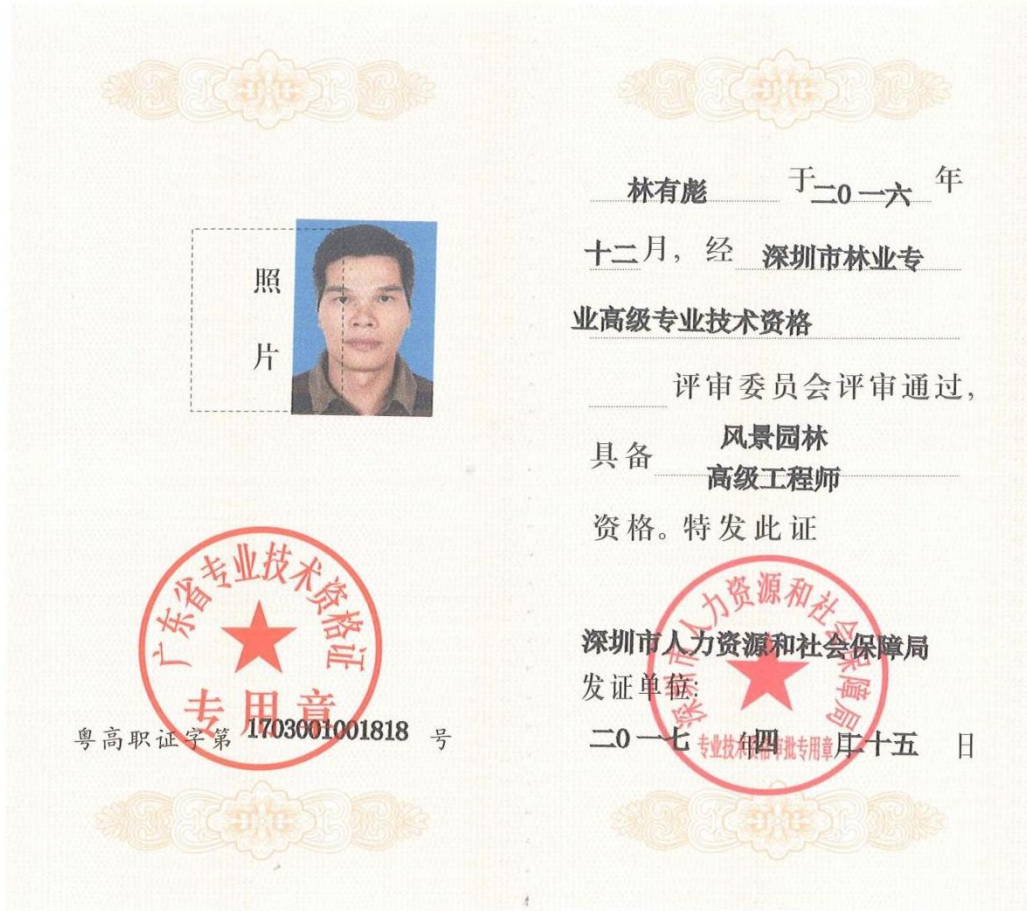 照
片
广东省专业技术资格证
专用章
粤高职证字第 1703001001818 号
林有彪 于二0一六 年
十二月，经 深圳市林业专
业高级专业技术资格
评审委员会评审通过，
具备 风景园林
高级工程师
资格。特发此证
深圳市人力资源和社会保障局
深圳市人力资源和社会保障局
发证单位：
二0一七 年四 月二十五 日
专业技术资格审批专用章